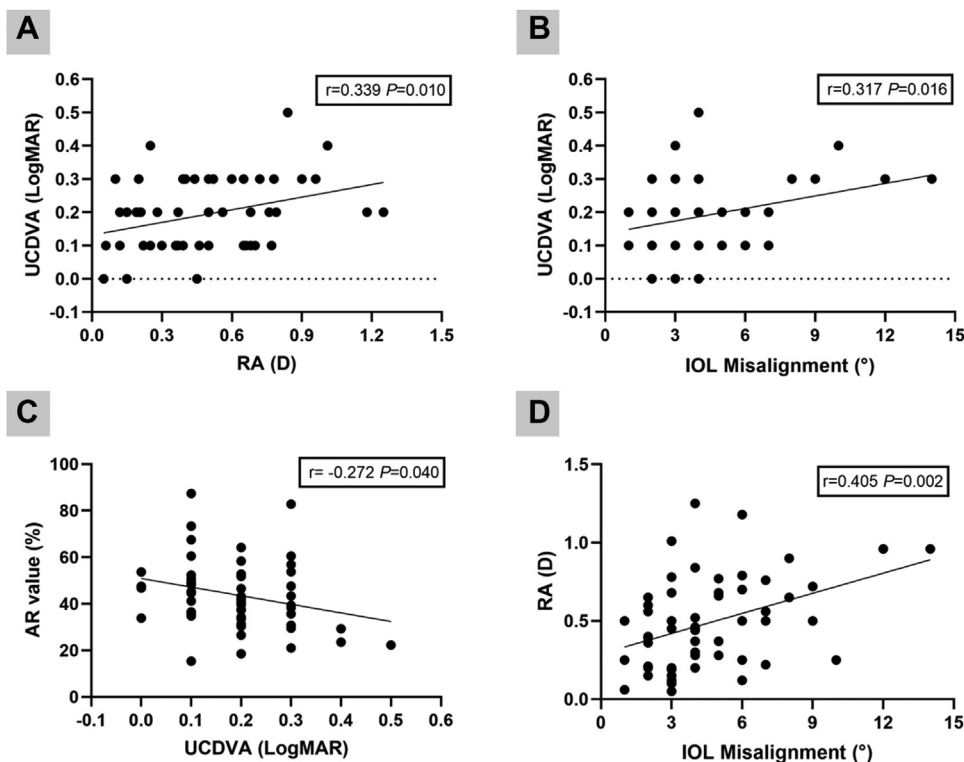 A
r=0.339 P=0.010
UCDVA (LogMAR)
0.6
0.5
0.4
0.3
0.2
0.1
0.0
-0.1
0.0 0.3 0.6 0.9 1.2 1.5
RA (D)
B
r=0.317 P=0.016
UCDVA (LogMAR)
0.6
0.5
0.4
0.3
0.2
0.1
0.0
-0.1
0 3 6 9 12 15
IOL Misalignment (°)
C
r= -0.272 P=0.040
AR value (%)
100
80
60
40
20
0
-0.1 0.0 0.1 0.2 0.3 0.4 0.5 0.6
UCDVA (LogMAR)
D
r=0.405 P=0.002
RA (D)
1.5
1.0
0.5
0.0
0 3 6 9 12 15
IOL Misalignment (°)